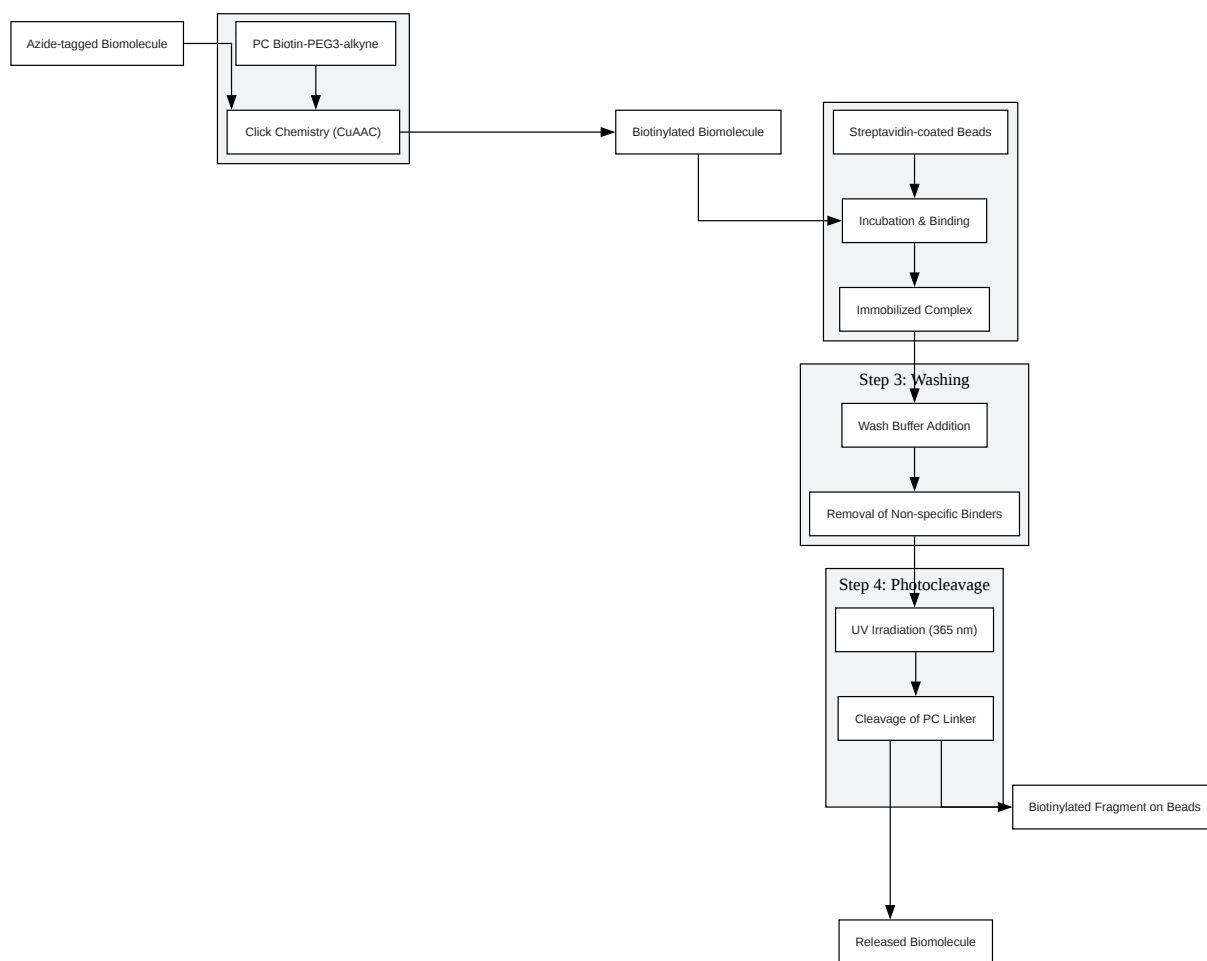 Azide-tagged Biomolecule
PC Biotin-PEG3-alkyne
Click Chemistry (CuAAC)
Biotinylated Biomolecule
Streptavidin-coated Beads
Incubation & Binding
Immobilized Complex
Step 3: Washing
Wash Buffer Addition
Removal of Non-specific Binders
Step 4: Photocleavage
UV Irradiation (365 nm)
Cleavage of PC Linker
Biotinylated Fragment on Beads
Released Biomolecule